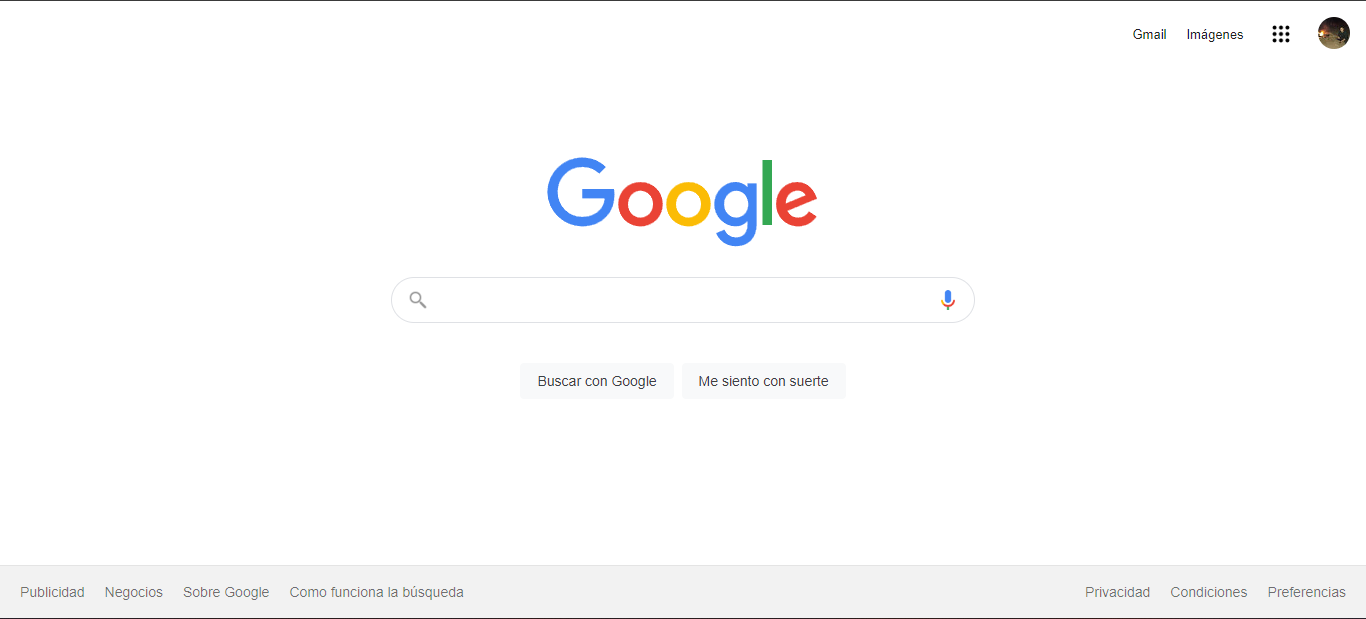 Gmail Imágenes
Google
Buscar con Google Me siento con suerte
Publicidad Negocios Sobre Google Como funciona la búsqueda Privacidad Condiciones Preferencias